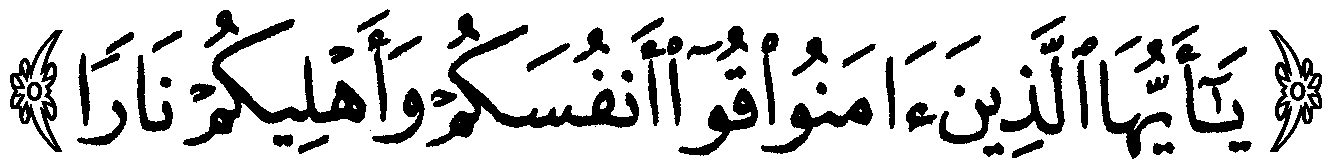 ﴿يَٰٓأَيُّهَا ٱلَّذِينَ ءَامَنُوا۟ قُوٓا۟ أَنفُسَكُمْ وَأَهْلِيكُمْ نَارًا﴾